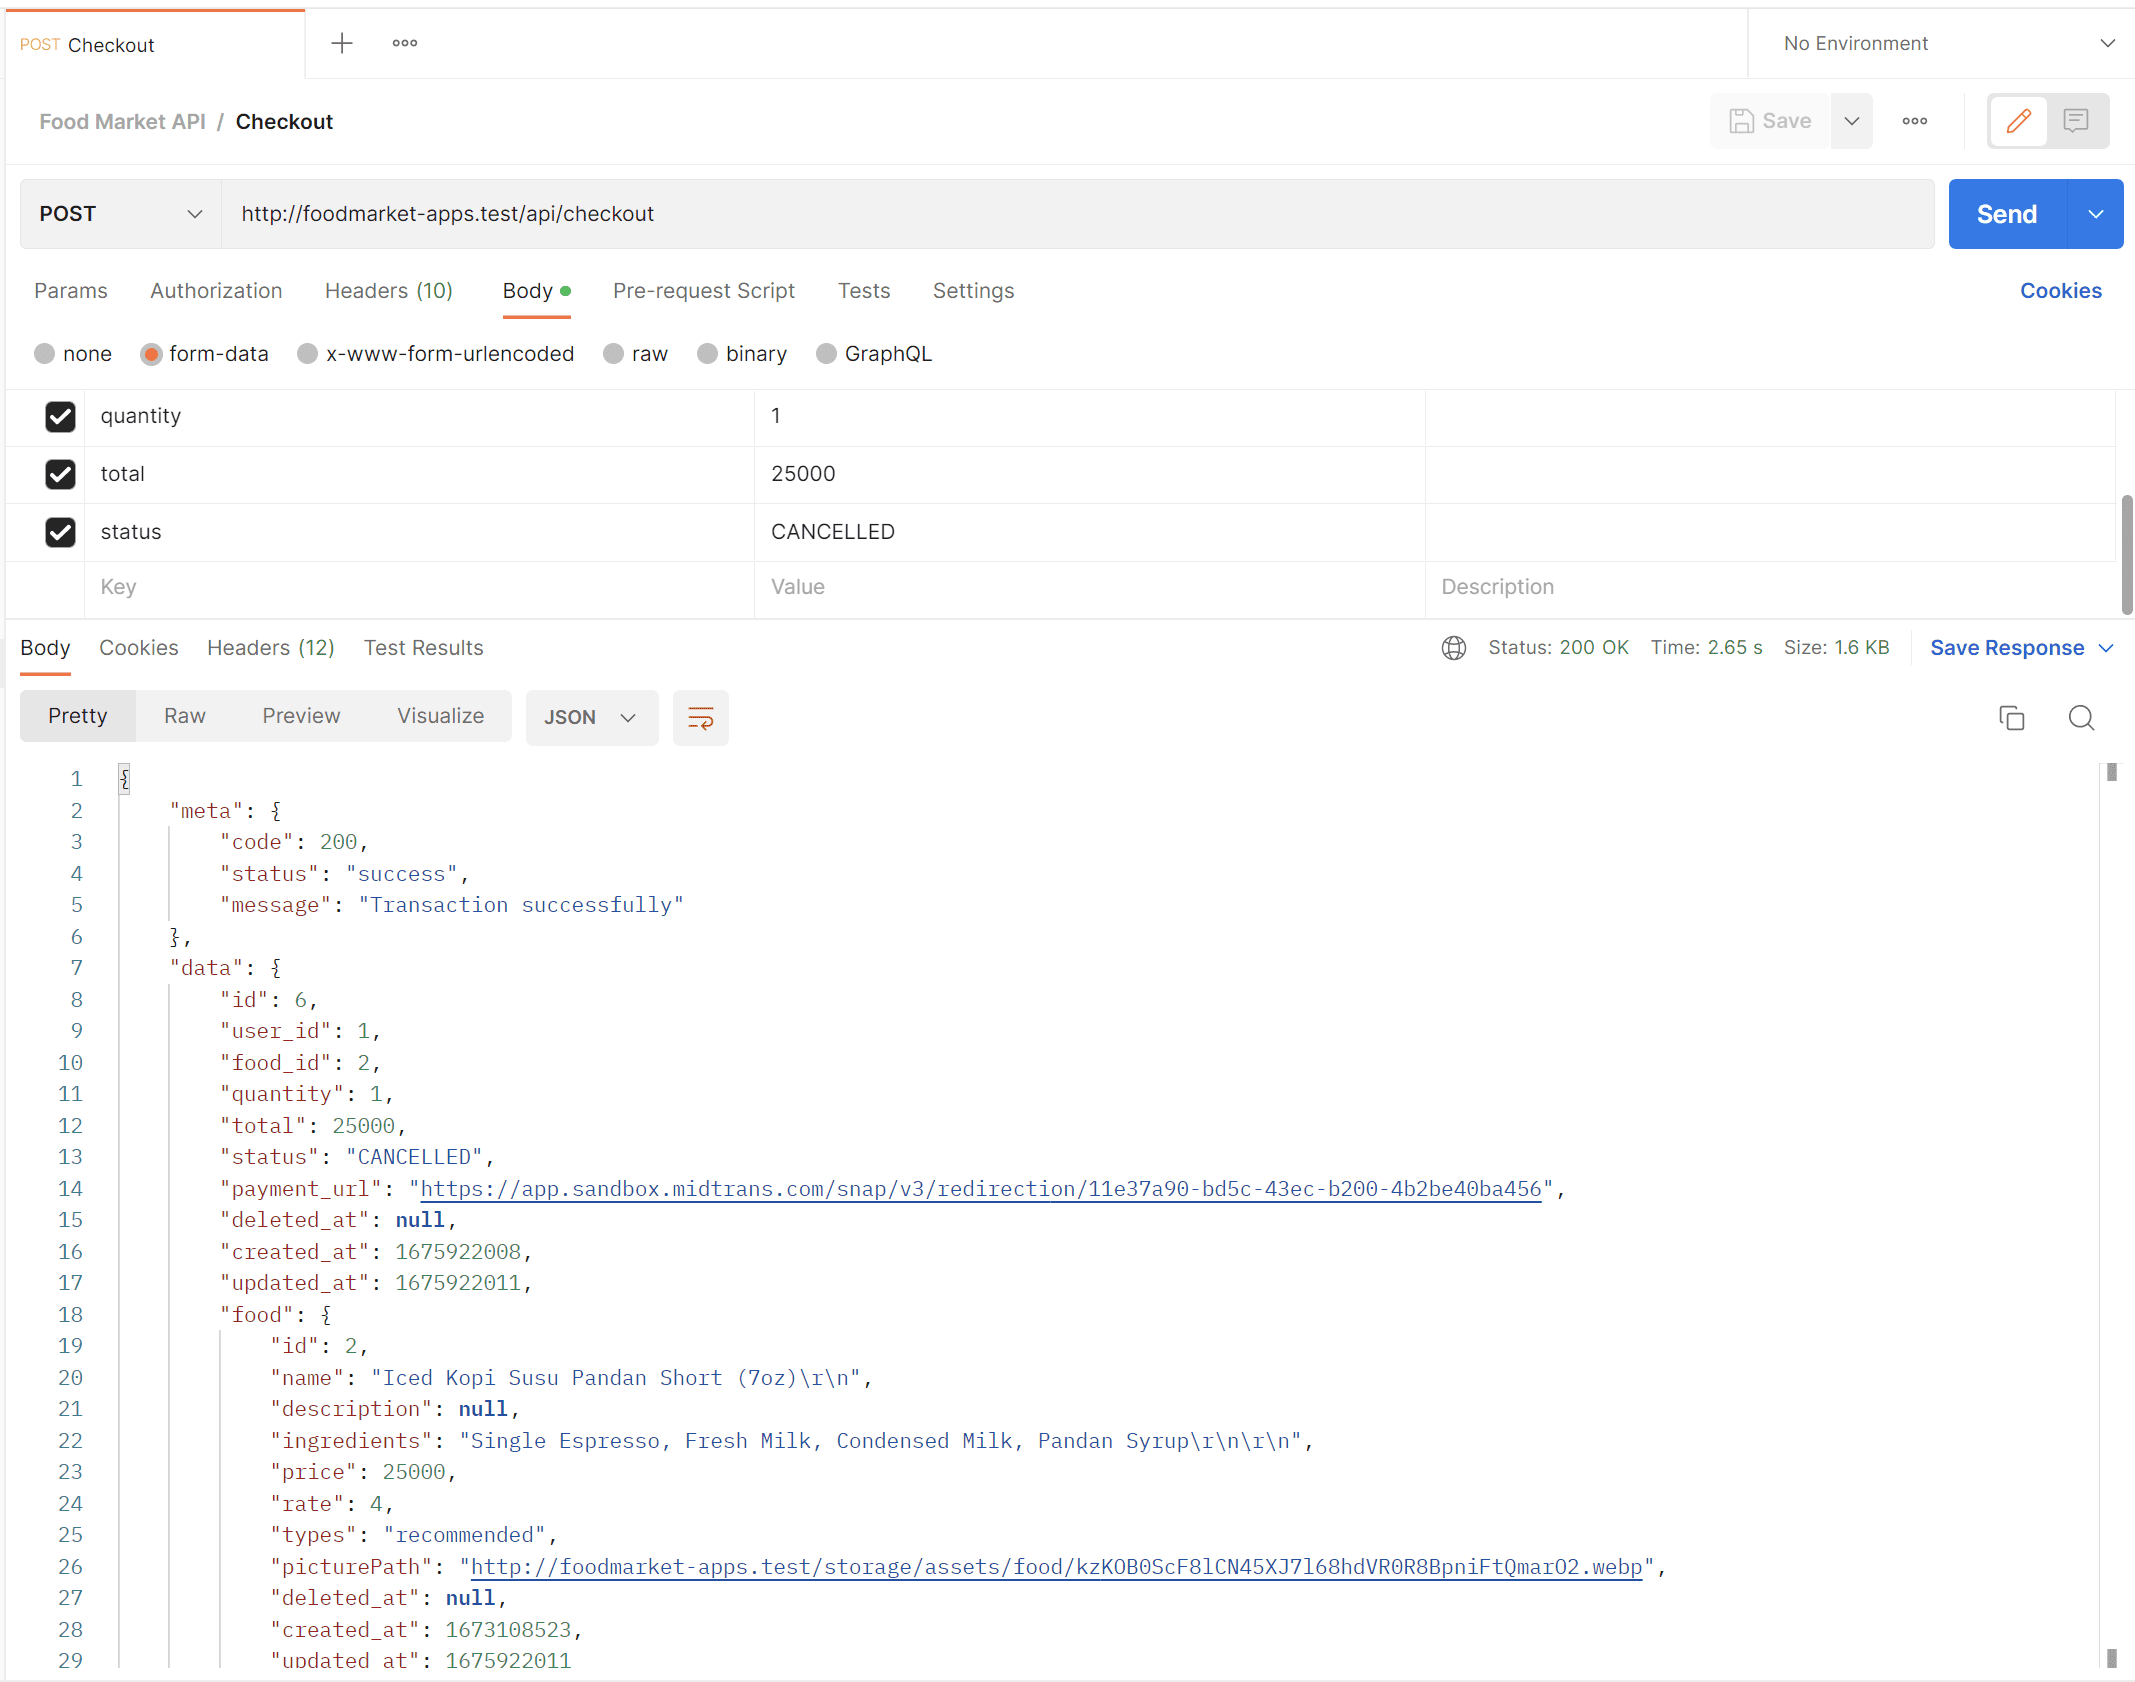 POST Checkout
No Environment
Food Market API / Checkout
Save
POST
http://foodmarket-apps.test/api/checkout
Send
Params Authorization Headers (10) Body Pre-request Script Tests Settings Cookies
none form-data x-www-form-urlencoded raw binary GraphQL
quantity 1
total 25000
status CANCELLED
Key Value Description
Body Cookies Headers (12) Test Results Status: 200 OK Time: 2.65 s Size: 1.6 KB Save Response
Pretty Raw Preview Visualize JSON
1 {
2 "meta": {
3 "code": 200,
4 "status": "success",
5 "message": "Transaction successfully"
6 },
7 "data": {
8 "id": 6,
9 "user_id": 1,
10 "food_id": 2,
11 "quantity": 1,
12 "total": 25000,
13 "status": "CANCELLED",
14 "payment_url": "https://app.sandbox.midtrans.com/snap/v3/redirection/11e37a90-bd5c-43ec-b200-4b2be40ba456",
15 "deleted_at": null,
16 "created_at": 1675922008,
17 "updated_at": 1675922011,
18 "food": {
19 "id": 2,
20 "name": "Iced Kopi Susu Pandan Short (7oz)\r\n",
21 "description": null,
22 "ingredients": "Single Espresso, Fresh Milk, Condensed Milk, Pandan Syrup\r\n\r\n",
23 "price": 25000,
24 "rate": 4,
25 "types": "recommended",
26 "picturePath": "http://foodmarket-apps.test/storage/assets/food/kzKOB0ScF8lCN45XJ7l68hdVR0R8BpniFtQmarO2.webp",
27 "deleted_at": null,
28 "created_at": 1673108523,
29 "updated_at": 1675922011